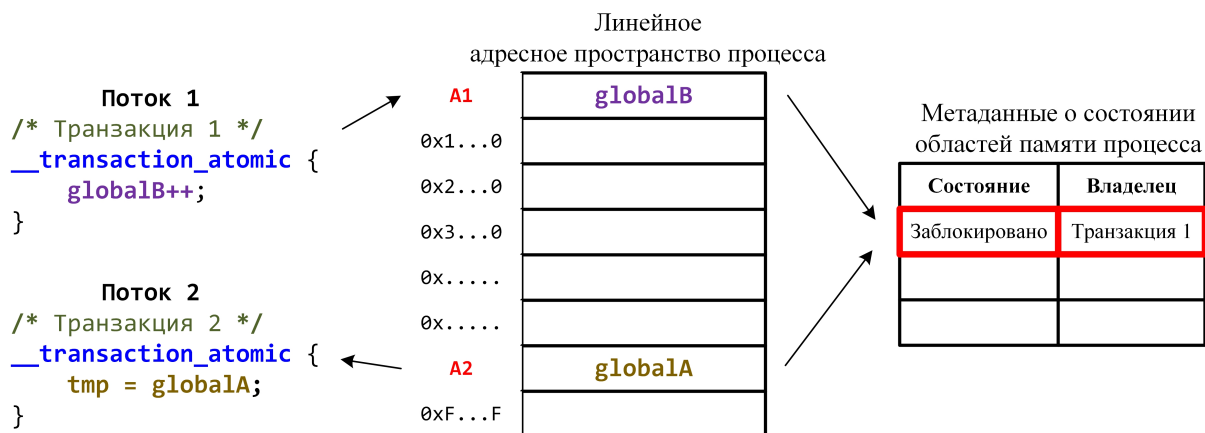 Поток 1
/* Транзакция 1 */
__transaction_atomic {
globalB++;
}
Поток 2
/* Транзакция 2 */
__transaction_atomic {
tmp = globalA;
}
Линейное
адресное пространство процесса
A1
globalB
0x1...0
0x2...0
0x3...0
0x.....
0x.....
A2
globalA
0xF...F
Метаданные о состоянии
областей памяти процесса
Состояние
Владелец
Заблокировано
Транзакция 1